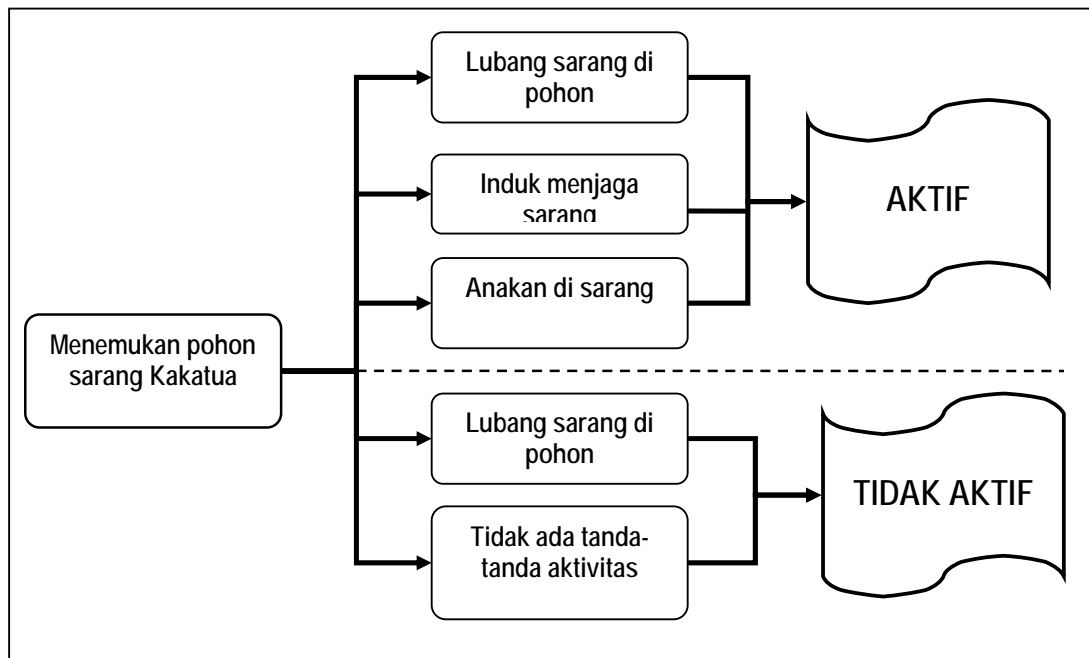 Lubang sarang di
pohon
Induk menjaga
sarang
AKTIF
Anakan di sarang
Menemukan pohon
sarang Kakatua
Lubang sarang di
pohon
TIDAK AKTIF
Tidak ada tanda-
tanda aktivitas